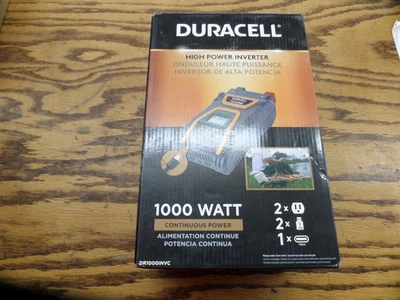 DURACELL
HIGH POWER INVERTER
ONDULEUR HAUTE PUISSANCE
INVERSOR DE ALTA POTENCIA
1000 WATT
CONTINUOUS POWER
ALIMENTATION CONTINUE
POTENCIA CONTINUA
2 x
2 x
1 x
DR1000INVC